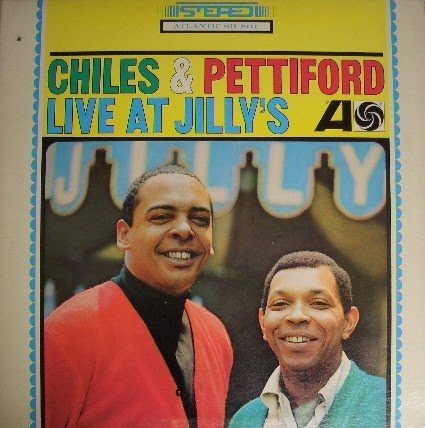 STEREO
ATLANTIC SD 8111
CHILES & PETTIFORD
LIVE AT JILLY'S
A
JILLY